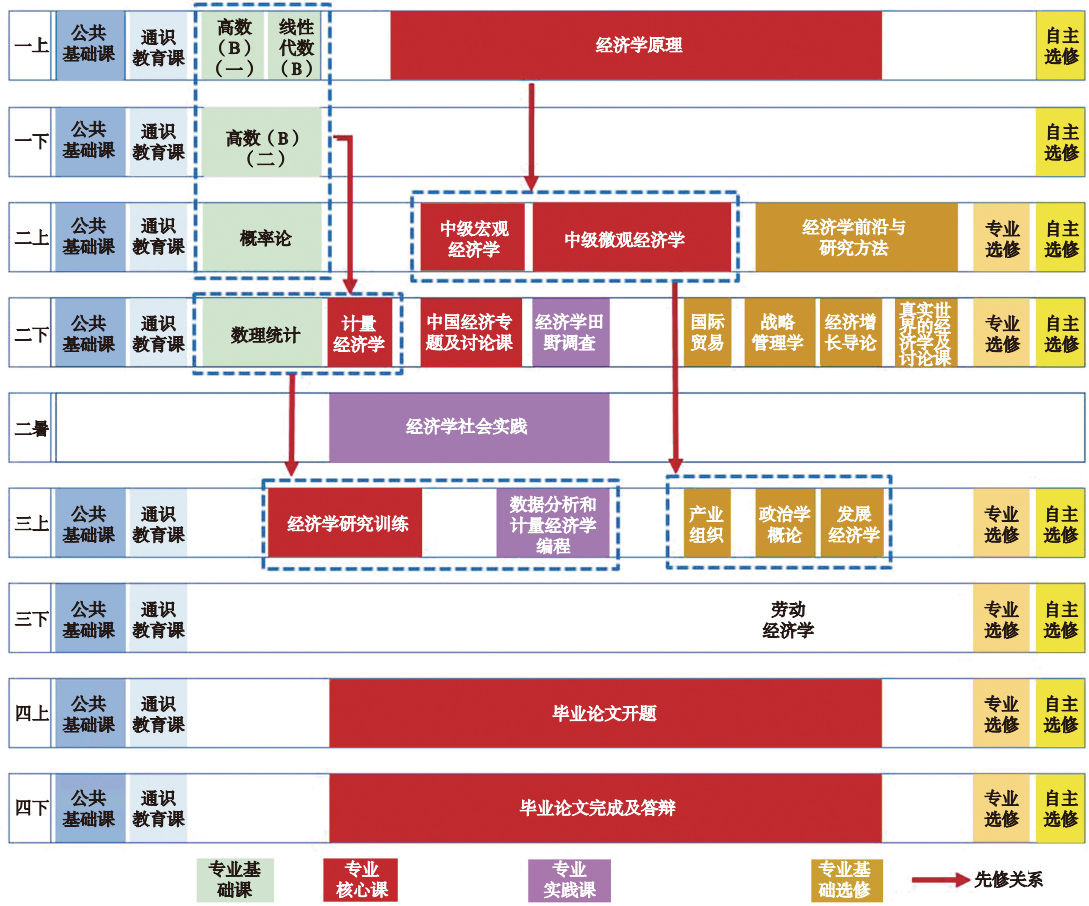 一上
公共
基础课
通识
教育课
高数
（B）
（一）
线性
代数
（B）
经济学原理
自主
选修
一下
公共
基础课
通识
教育课
高数（B）
（二）
自主
选修
二上
公共
基础课
通识
教育课
概率论
中级宏观
经济学
中级微观经济学
经济学前沿与
研究方法
专业
选修
自主
选修
二下
公共
基础课
通识
教育课
数理统计
计量
经济学
中国经济专
题及讨论课
经济学田
野调查
国际
贸易
战略
管理学
经济增
长导论
真实世
界的经
济学及
讨论课
专业
选修
自主
选修
二暑
经济学社会实践
三上
公共
基础课
通识
教育课
经济学研究训练
数据分析和
计量经济学
编程
产业
组织
政治学
概论
发展
经济学
专业
选修
自主
选修
三下
公共
基础课
通识
教育课
劳动
经济学
专业
选修
自主
选修
四上
公共
基础课
通识
教育课
毕业论文开题
专业
选修
自主
选修
四下
公共
基础课
通识
教育课
毕业论文完成及答辩
专业
选修
自主
选修
专业基
础课
专业
核心课
专业
实践课
专业基
础选修
先修关系